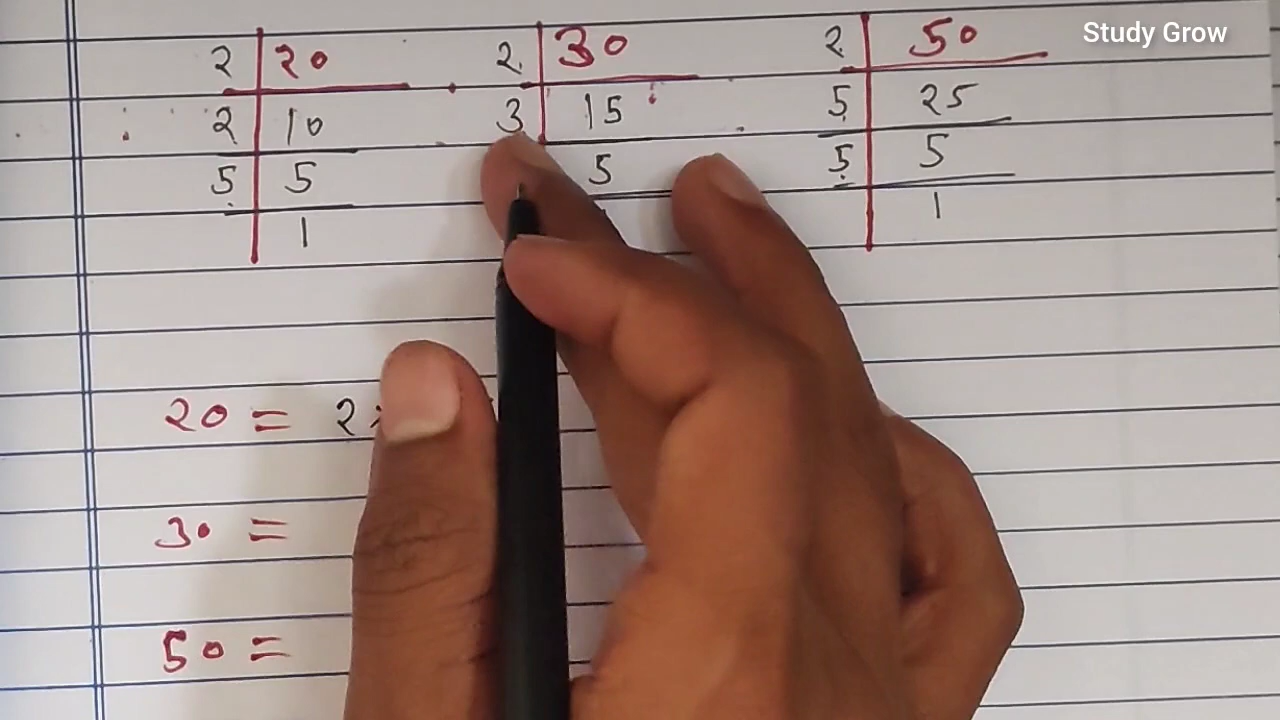 Study Grow
2 20 2 30 2 50
2 10 3 15 5 25
5 5 5 5 5
1 1
20 = 2
30 =
50 =